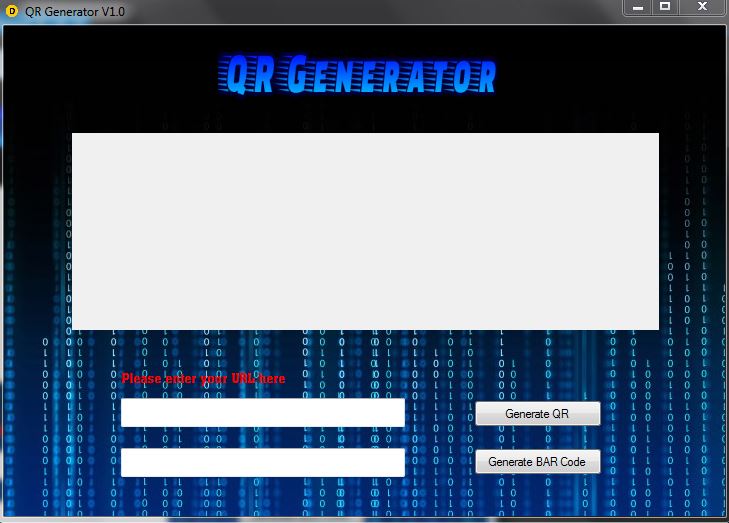 D QR Generator V1.0
QR GENERATOR
Please enter your URL here
Generate QR
Generate BAR Code